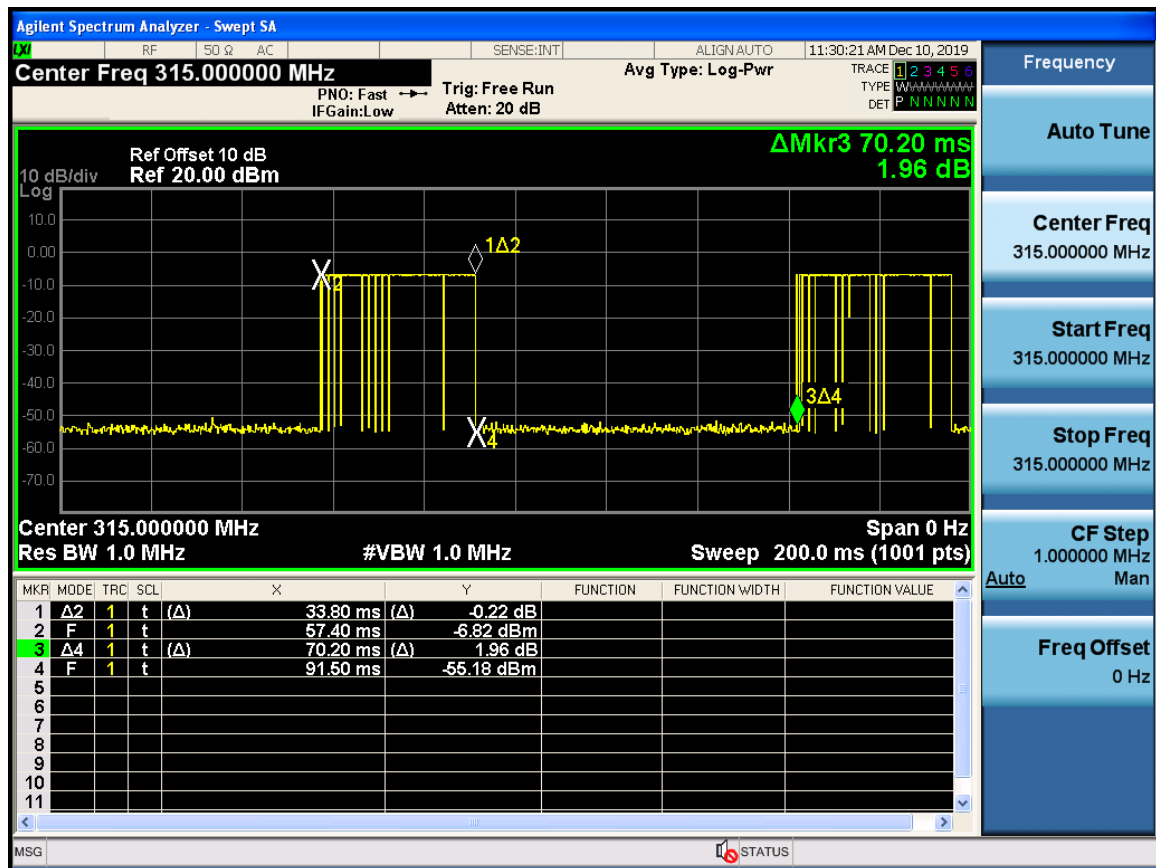 Agilent Spectrum Analyzer - Swept SA
LXI RF 50 Ω AC SENSE:INT ALIGN AUTO 11:30:21 AM Dec 10, 2019
Center Freq 315.000000 MHz
PNO: Fast
IFGain:Low
Trig: Free Run
Atten: 20 dB
Avg Type: Log-Pwr
TRACE 1 2 3 4 5 6
TYPE W
DET P N N N N N
ΔMkr3 70.20 ms
1.96 dB
Ref Offset 10 dB
10 dB/div Ref 20.00 dBm
Log
10.0
0.00
-10.0
-20.0
-30.0
-40.0
-50.0
-60.0
-70.0
1Δ2
2
3Δ4
4
Center 315.000000 MHz Span 0 Hz
Res BW 1.0 MHz #VBW 1.0 MHz Sweep 200.0 ms (1001 pts)
MKR MODE TRC SCL X Y FUNCTION FUNCTION WIDTH FUNCTION VALUE
1 Δ2 1 t (Δ) 33.80 ms (Δ) -0.22 dB
2 F 1 t 57.40 ms -6.82 dBm
3 Δ4 1 t (Δ) 70.20 ms (Δ) 1.96 dB
4 F 1 t 91.50 ms -55.18 dBm
5
6
7
8
9
10
11
MSG STATUS
Frequency
Auto Tune
Center Freq
315.000000 MHz
Start Freq
315.000000 MHz
Stop Freq
315.000000 MHz
CF Step
1.000000 MHz
Auto Man
Freq Offset
0 Hz